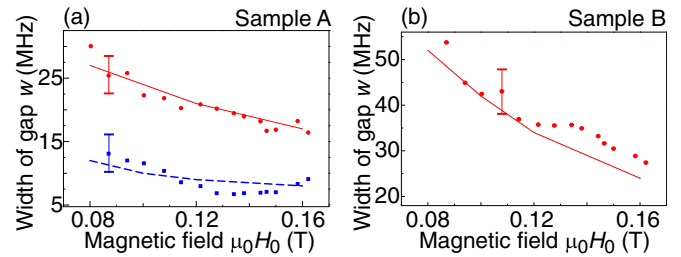 (a) Sample A
Width of gap w (MHz)
25
15
5
0.08 0.12 0.16
Magnetic field μ₀H₀ (T)
(b) Sample B
Width of gap w (MHz)
50
40
30
20
0.08 0.12 0.16
Magnetic field μ₀H₀ (T)